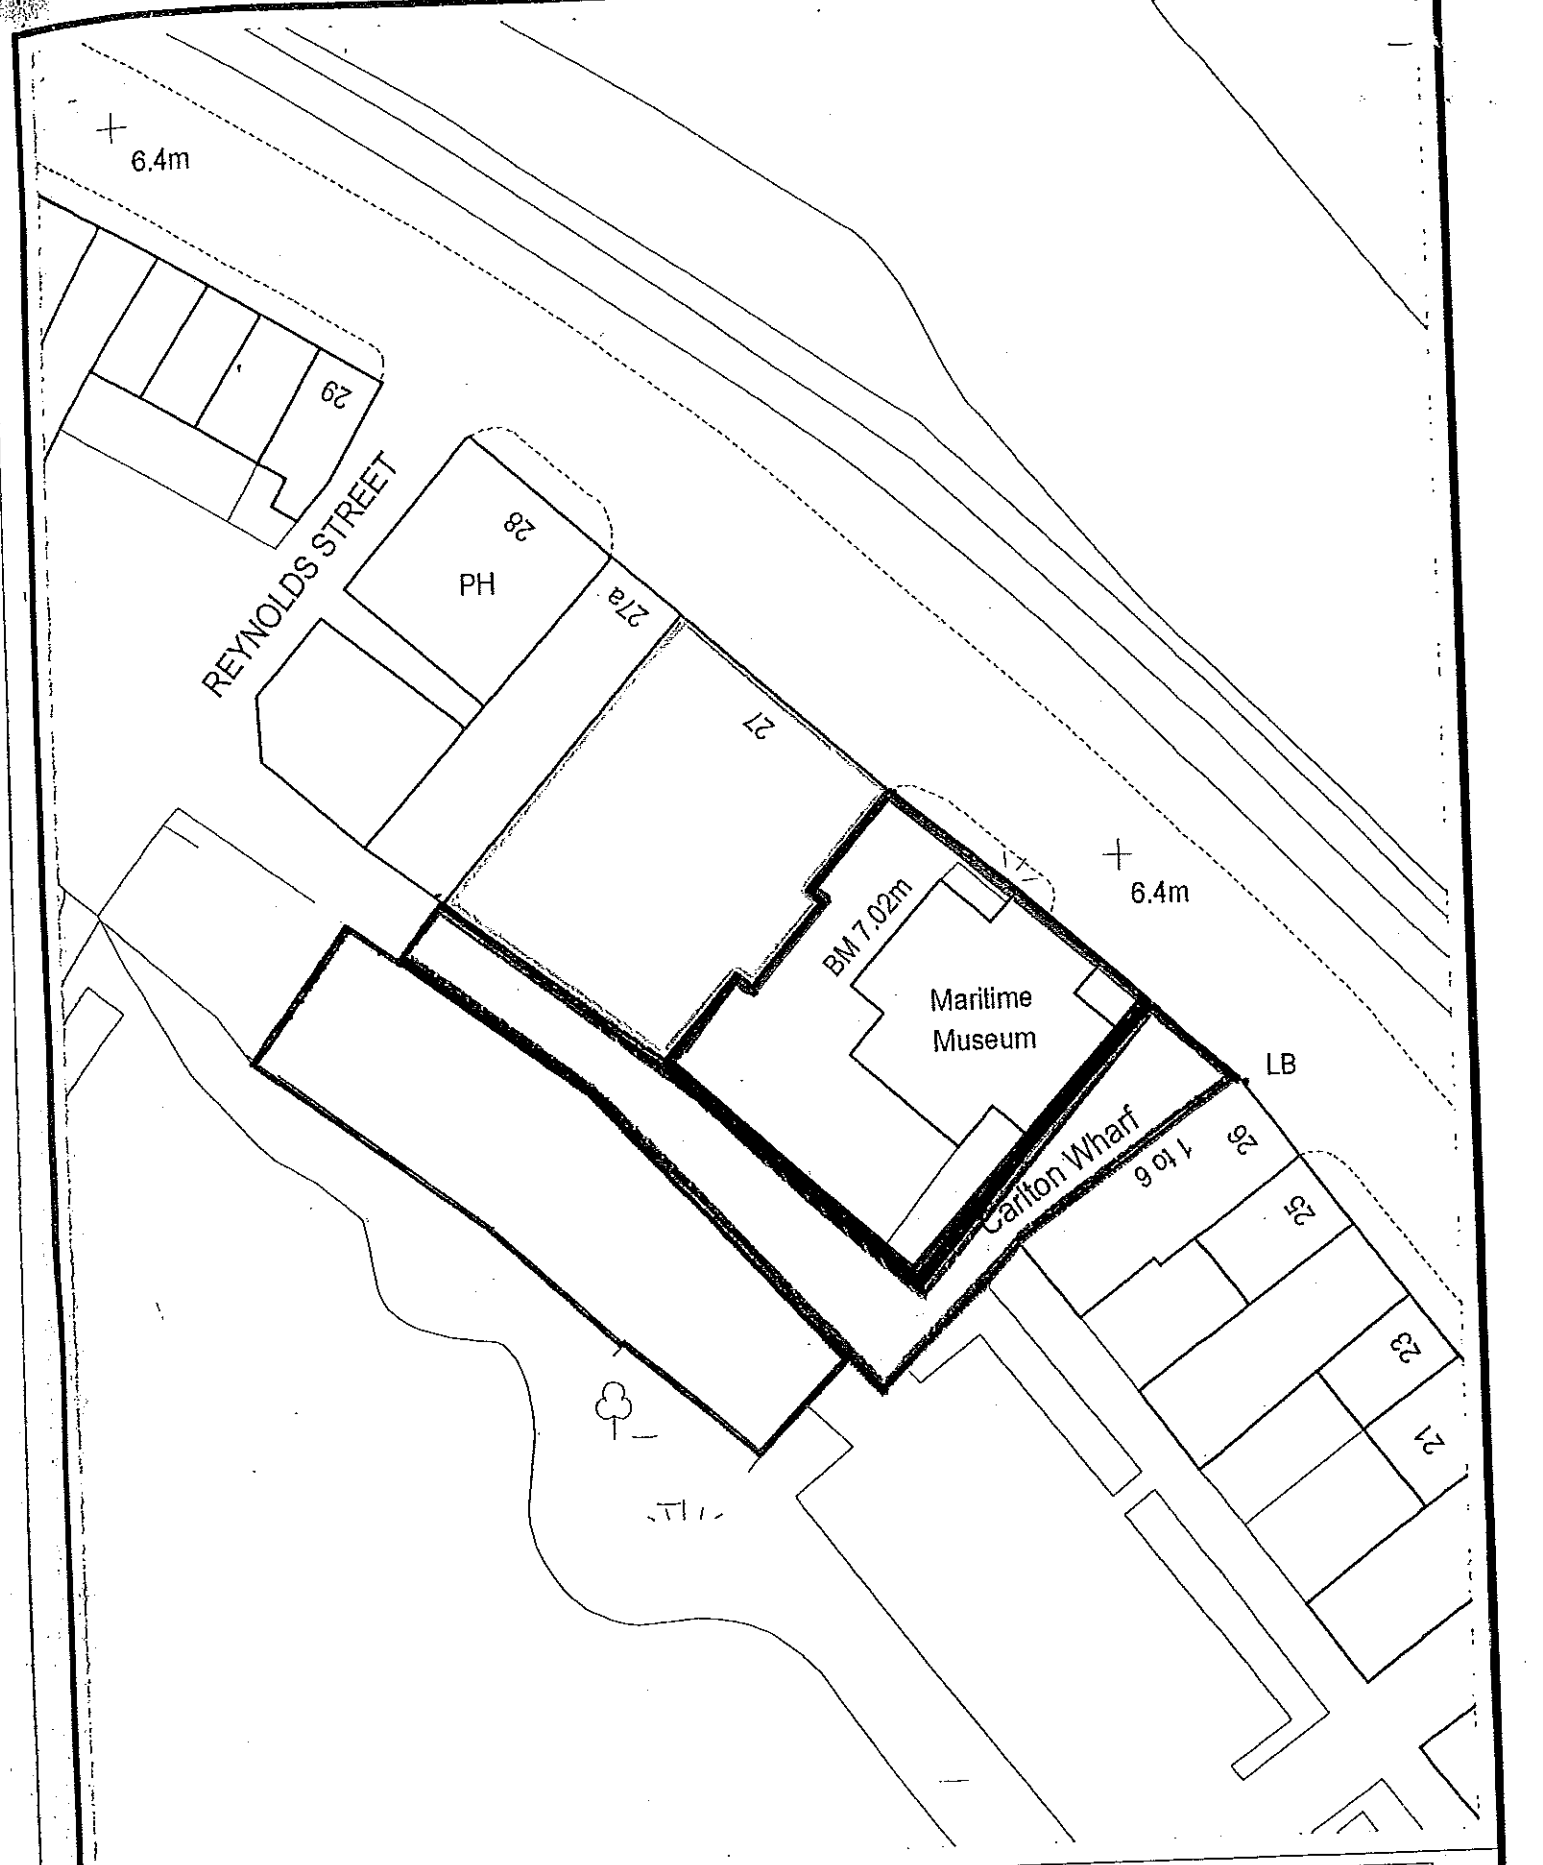 6.4m
29
REYNOLDS STREET
28
PH
27a
27
BM 7.02m
6.4m
Maritime
Museum
LB
Carlton Wharf
1 to 6
26
25
23
21